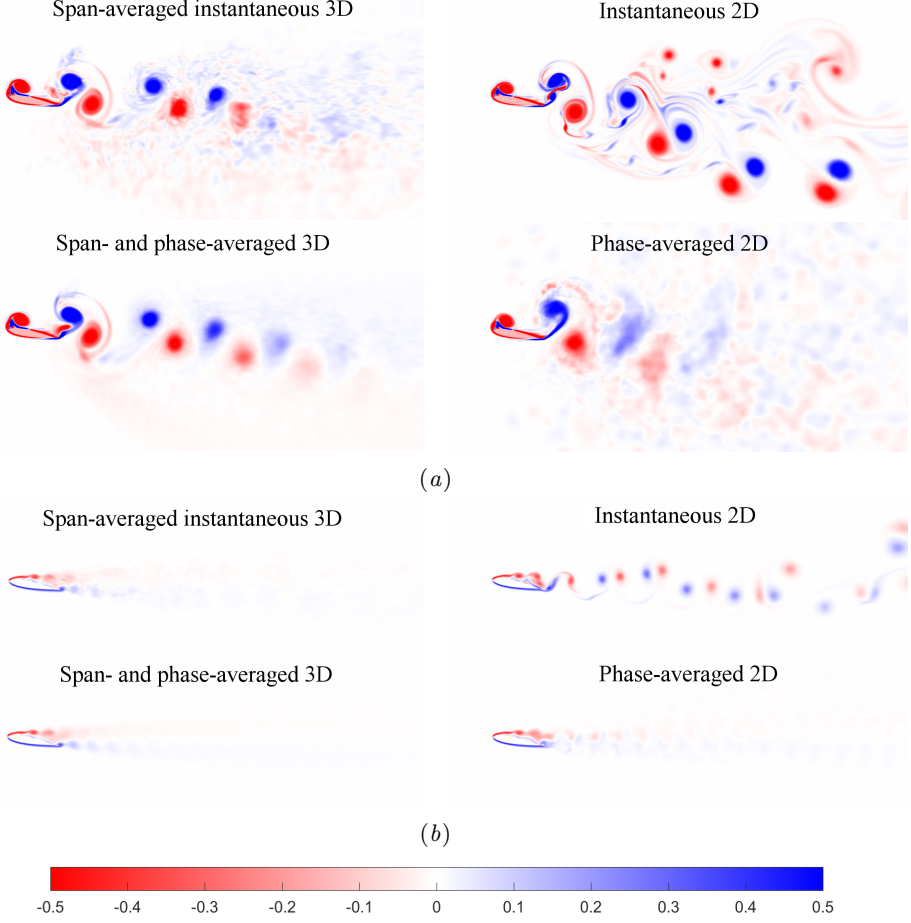 Span-averaged instantaneous 3D
Instantaneous 2D
Span- and phase-averaged 3D
Phase-averaged 2D
(a)
Span-averaged instantaneous 3D
Instantaneous 2D
Span- and phase-averaged 3D
Phase-averaged 2D
(b)
-0.5 -0.4 -0.3 -0.2 -0.1 0 0.1 0.2 0.3 0.4 0.5